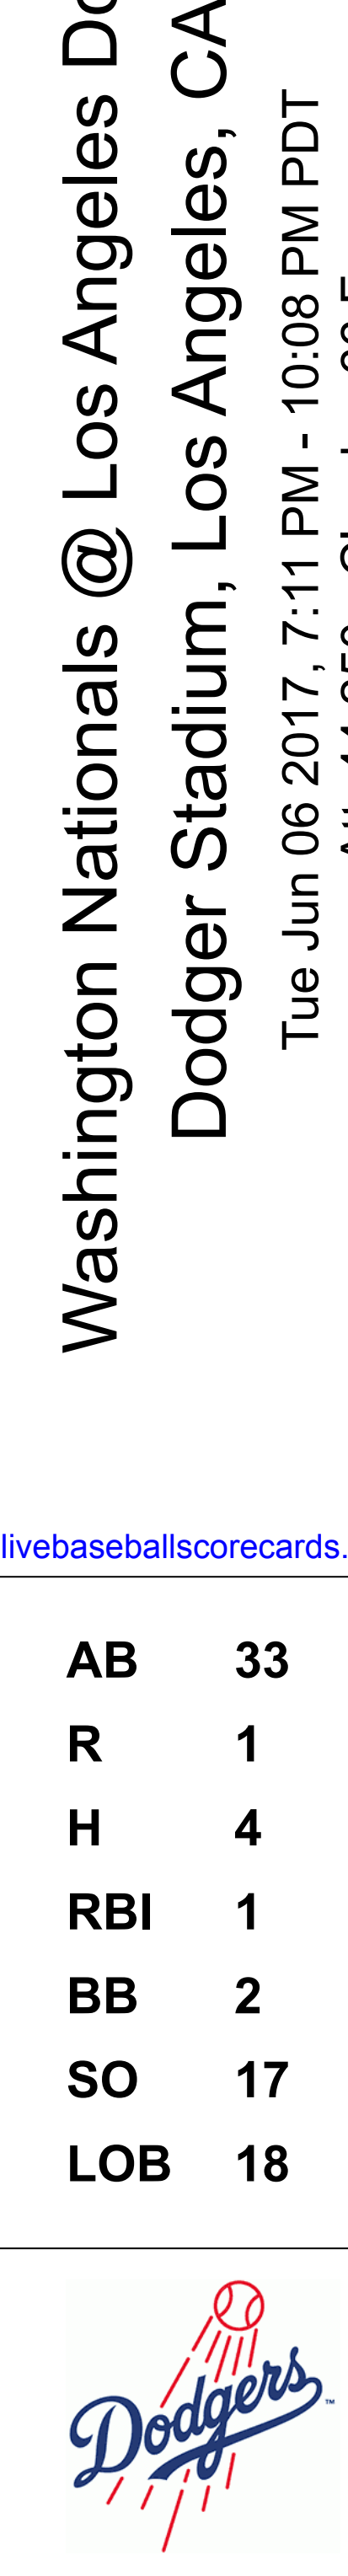 Washington Nationals @ Los Angeles
Dodger Stadium, Los Angeles, CA
Tue Jun 06 2017, 7:11 PM - 10:08 PM PDT
livebaseballscorecards.
AB 33
R 1
H 4
RBI 1
BB 2
SO 17
LOB 18
Dodgers™